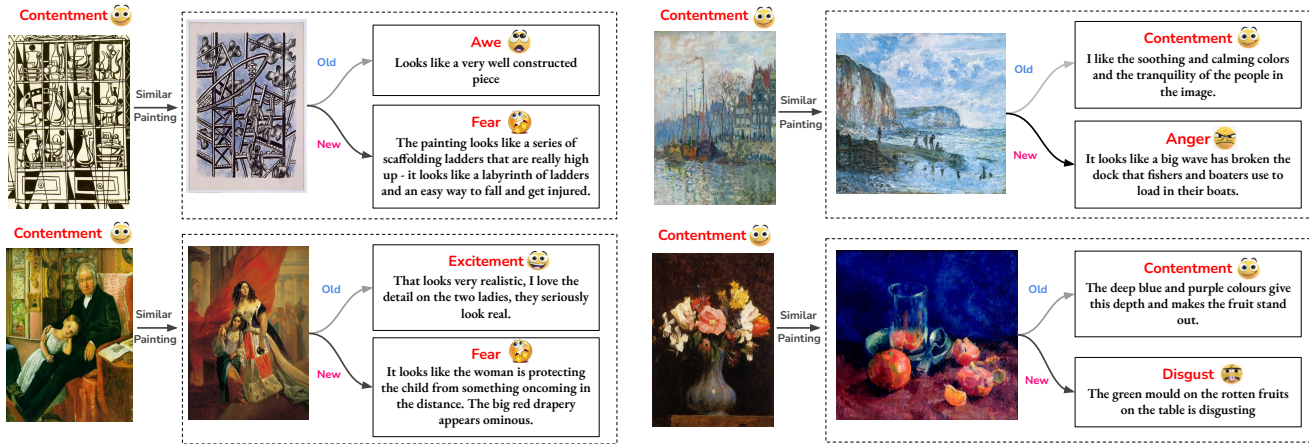 Contentment
Similar
Painting
Old
Awe
Looks like a very well constructed
piece
New
Fear
The painting looks like a series of
scaffolding ladders that are really high
up - it looks like a labyrinth of ladders
and an easy way to fall and get injured.
Contentment
Similar
Painting
Old
Contentment
I like the soothing and calming colors
and the tranquility of the people in
the image.
New
Anger
It looks like a big wave has broken the
dock that fishers and boaters use to
load in their boats.
Contentment
Similar
Painting
Old
Excitement
That looks very realistic, I love the
detail on the two ladies, they seriously
look real.
New
Fear
It looks like the woman is protecting
the child from something oncoming in
the distance. The big red drapery
appears ominous.
Contentment
Similar
Painting
Old
Contentment
The deep blue and purple colours give
this depth and makes the fruit stand
out.
New
Disgust
The green mould on the rotten fruits
on the table is disgusting